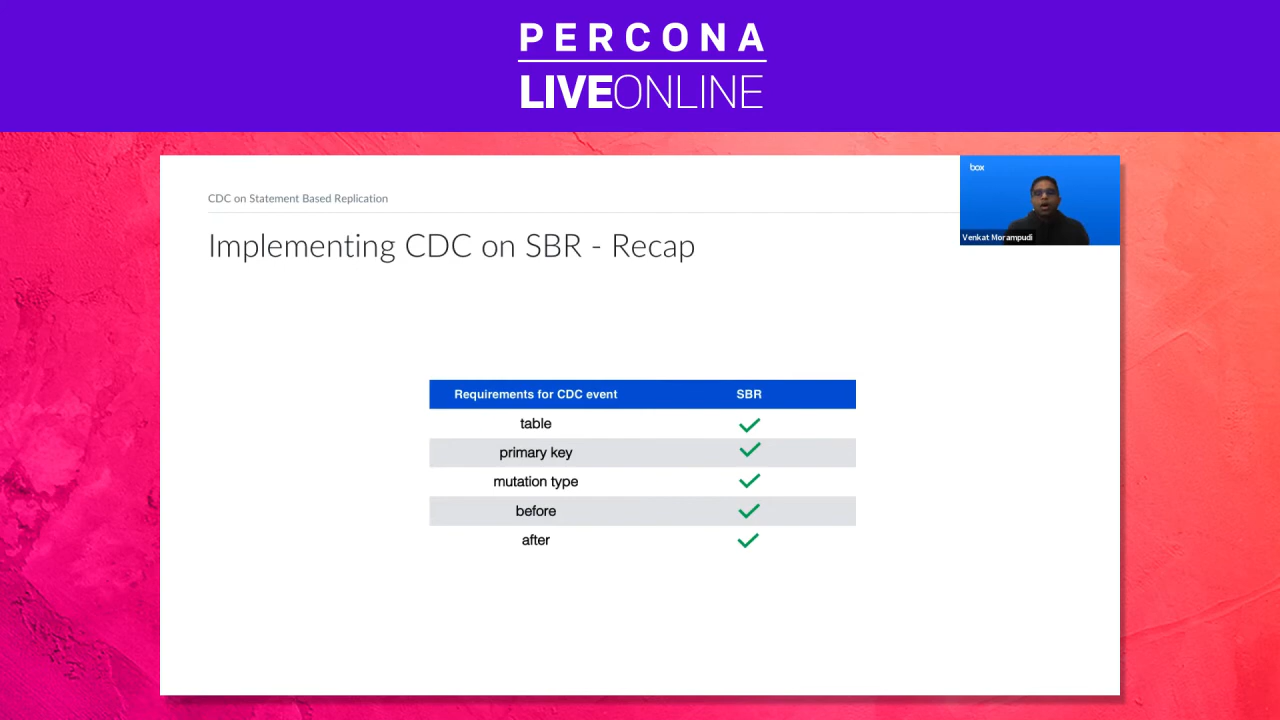 PERCONA
LIVEONLINE
CDC on Statement Based Replication
box
Venkat Morampudi
Implementing CDC on SBR - Recap
Requirements for CDC event SBR
table
primary key
mutation type
before
after